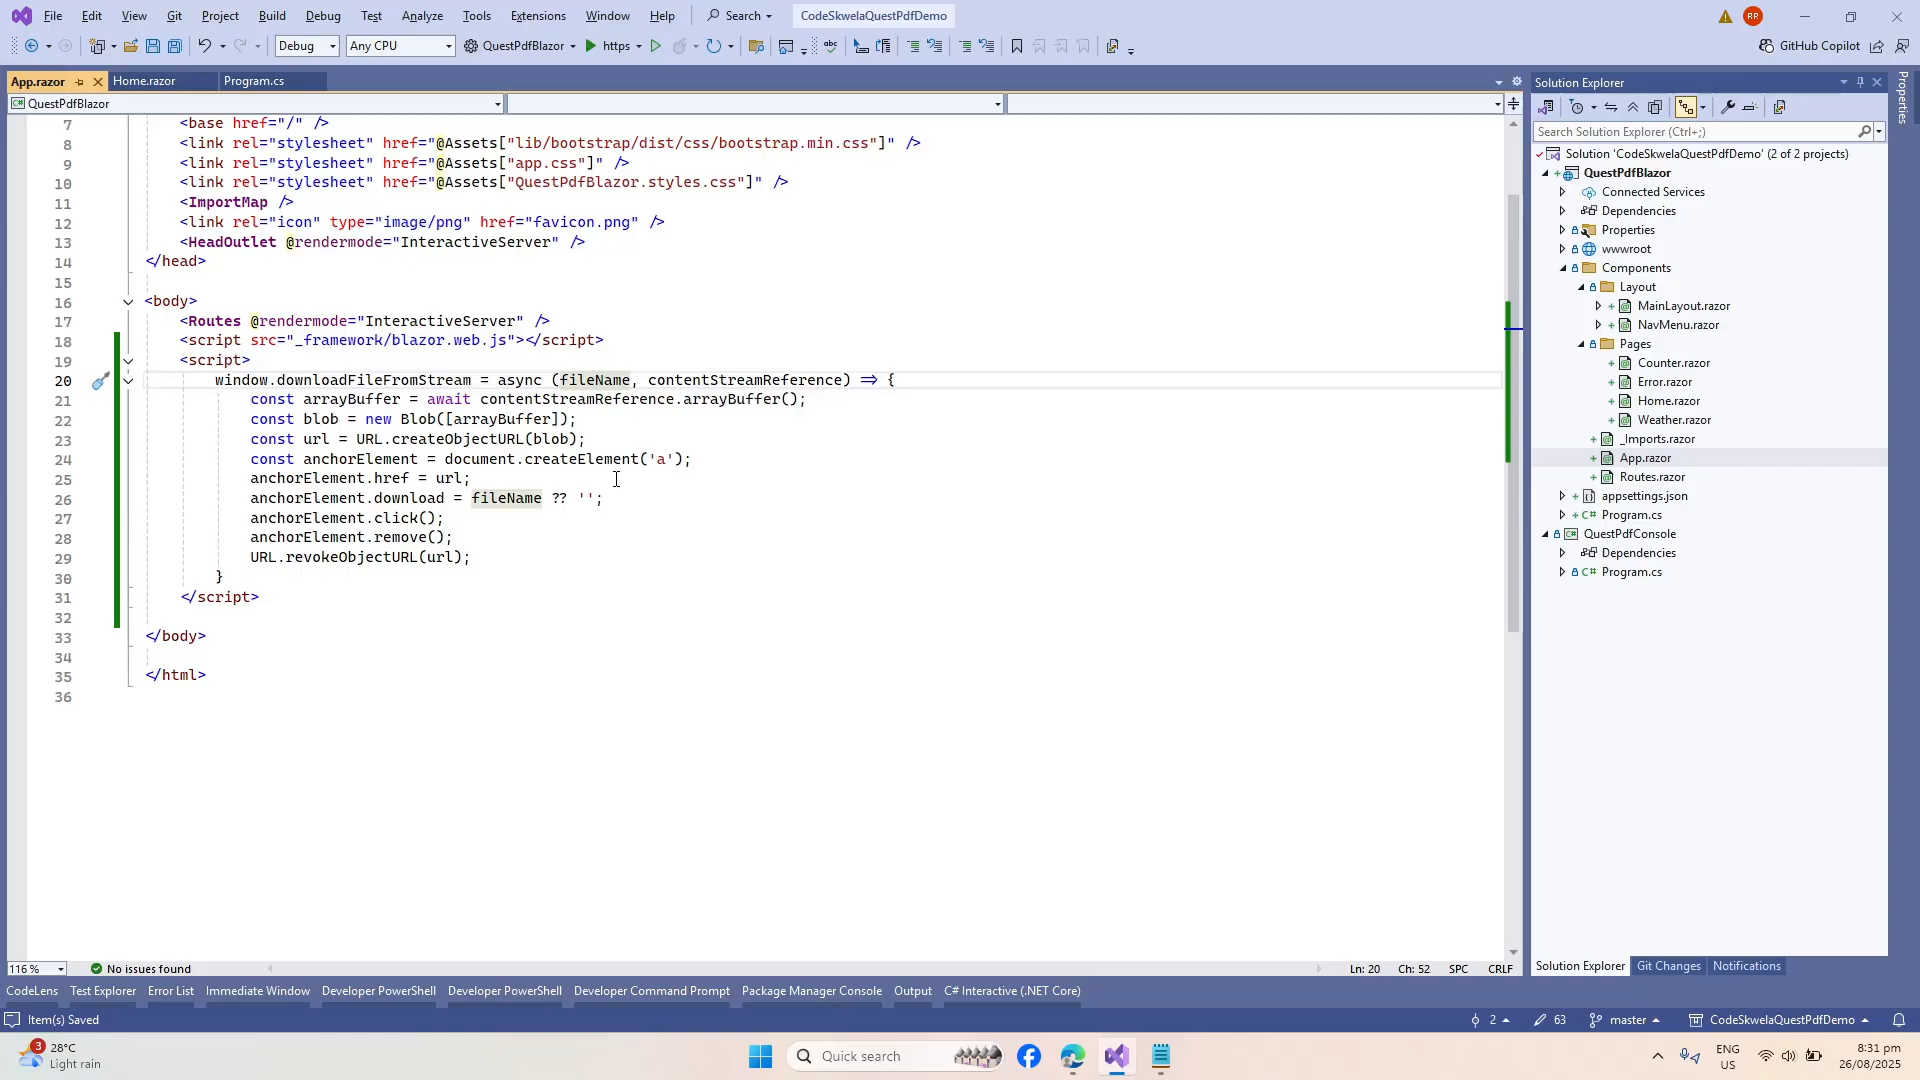 File Edit View Git Project Build Debug Test Analyze Tools Extensions Window Help Search CodeSkwelaQuestPdfDemo RR
Debug Any CPU QuestPdfBlazor https GitHub Copilot
App.razor Home.razor Program.cs
QuestPdfBlazor
7 <base href="/" />
8 <link rel="stylesheet" href="@Assets["lib/bootstrap/dist/css/bootstrap.min.css"]" />
9 <link rel="stylesheet" href="@Assets["app.css"]" />
10 <link rel="stylesheet" href="@Assets["QuestPdfBlazor.styles.css"]" />
11 <ImportMap />
12 <link rel="icon" type="image/png" href="favicon.png" />
13 <HeadOutlet @rendermode="InteractiveServer" />
14 </head>
15
16 <body>
17 <Routes @rendermode="InteractiveServer" />
18 <script src="_framework/blazor.web.js"></script>
19 <script>
20 window.downloadFileFromStream = async (fileName, contentStreamReference) => {
21 const arrayBuffer = await contentStreamReference.arrayBuffer();
22 const blob = new Blob([arrayBuffer]);
23 const url = URL.createObjectURL(blob);
24 const anchorElement = document.createElement('a');
25 anchorElement.href = url;
26 anchorElement.download = fileName ?? '';
27 anchorElement.click();
28 anchorElement.remove();
29 URL.revokeObjectURL(url);
30 }
31 </script>
32
33 </body>
34
35 </html>
36
116 % No issues found Ln: 20 Ch: 52 SPC CRLF
Solution Explorer
Properties
Search Solution Explorer (Ctrl+;)
Solution 'CodeSkwelaQuestPdfDemo' (2 of 2 projects)
QuestPdfBlazor
Connected Services
Dependencies
Properties
wwwroot
Components
Layout
MainLayout.razor
NavMenu.razor
Pages
Counter.razor
Error.razor
Home.razor
Weather.razor
_Imports.razor
App.razor
Routes.razor
appsettings.json
C# Program.cs
QuestPdfConsole
Dependencies
C# Program.cs
Solution Explorer Git Changes Notifications
CodeLens Test Explorer Error List Immediate Window Developer PowerShell Developer PowerShell Developer Command Prompt Package Manager Console Output C# Interactive (.NET Core)
Item(s) Saved 2 63 master CodeSkwelaQuestPdfDemo
3 28°C
Light rain
Quick search
ENG
US
8:31 pm
26/08/2025